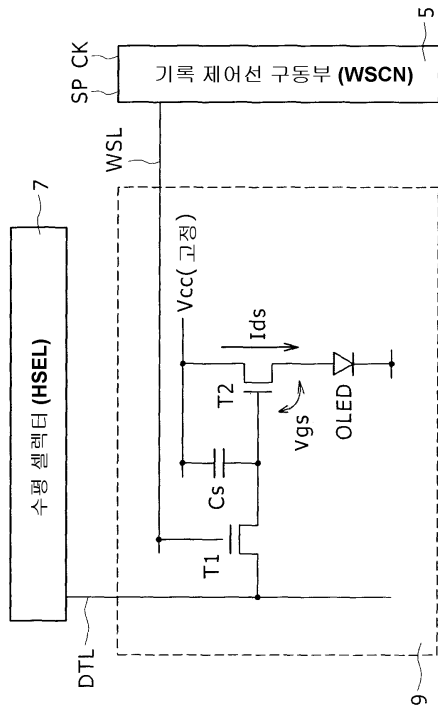 7
수평 셀렉터 (HSEL)
DTL
WSL
SP CK
기록 제어선 구동부 (WSCN)
5
Vcc( 고정)
Cs
T1
T2
Ids
Vgs
OLED
9